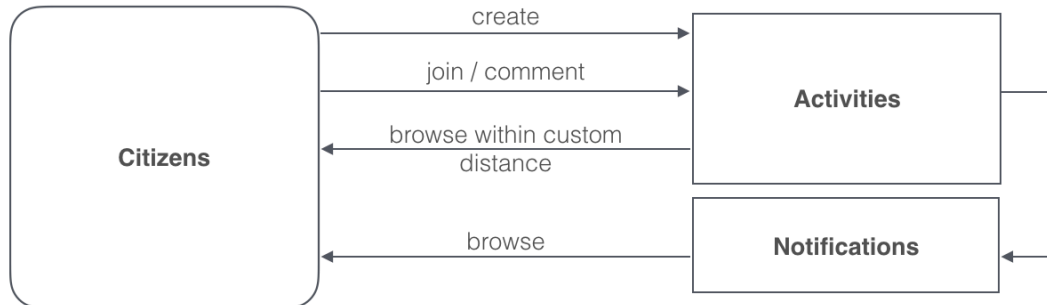 create
join / comment
Activities
browse within custom
distance
Citizens
browse
Notifications